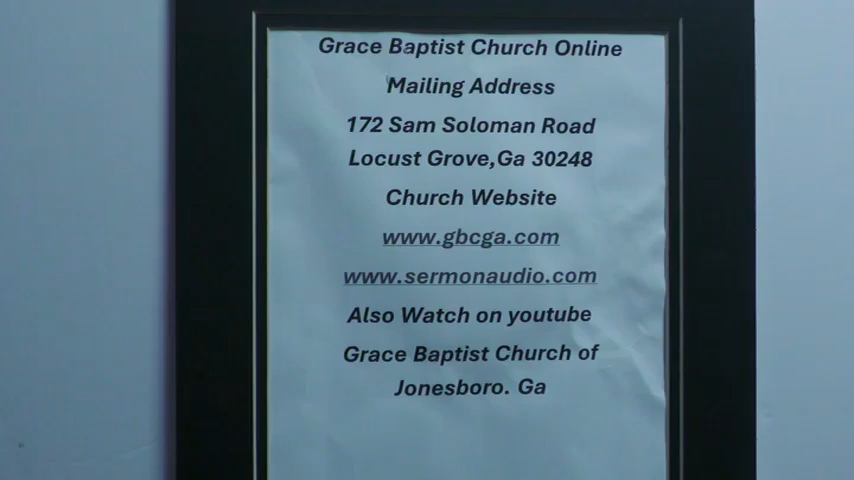 Grace Baptist Church Online
Mailing Address
172 Sam Soloman Road
Locust Grove,Ga 30248
Church Website
www.gbcga.com
www.sermonaudio.com
Also Watch on youtube
Grace Baptist Church of
Jonesboro. Ga